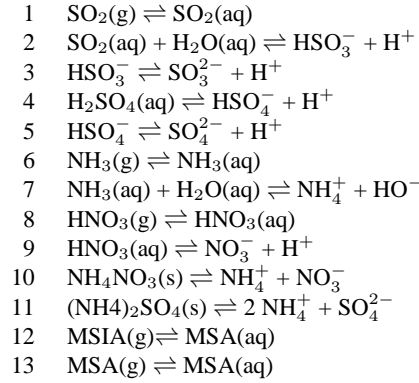 1 SO₂(g) ⇌ SO₂(aq)
2 SO₂(aq) + H₂O(aq) ⇌ HSO₃⁻ + H⁺
3 HSO₃⁻ ⇌ SO₃²⁻ + H⁺
4 H₂SO₄(aq) ⇌ HSO₄⁻ + H⁺
5 HSO₄⁻ ⇌ SO₄²⁻ + H⁺
6 NH₃(g) ⇌ NH₃(aq)
7 NH₃(aq) + H₂O(aq) ⇌ NH₄⁺ + HO⁻
8 HNO₃(g) ⇌ HNO₃(aq)
9 HNO₃(aq) ⇌ NO₃⁻ + H⁺
10 NH₄NO₃(s) ⇌ NH₄⁺ + NO₃⁻
11 (NH4)₂SO₄(s) ⇌ 2 NH₄⁺ + SO₄²⁻
12 MSIA(g)⇌ MSA(aq)
13 MSA(g) ⇌ MSA(aq)